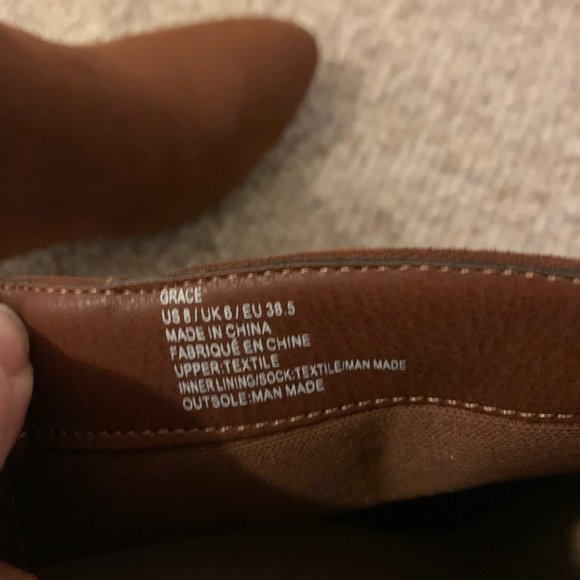 GRACE
US 8 / UK 6 / EU 38.5
MADE IN CHINA
FABRIQUÉ EN CHINE
UPPER:TEXTILE
INNER LINING/SOCK:TEXTILE/MAN MADE
OUTSOLE:MAN MADE